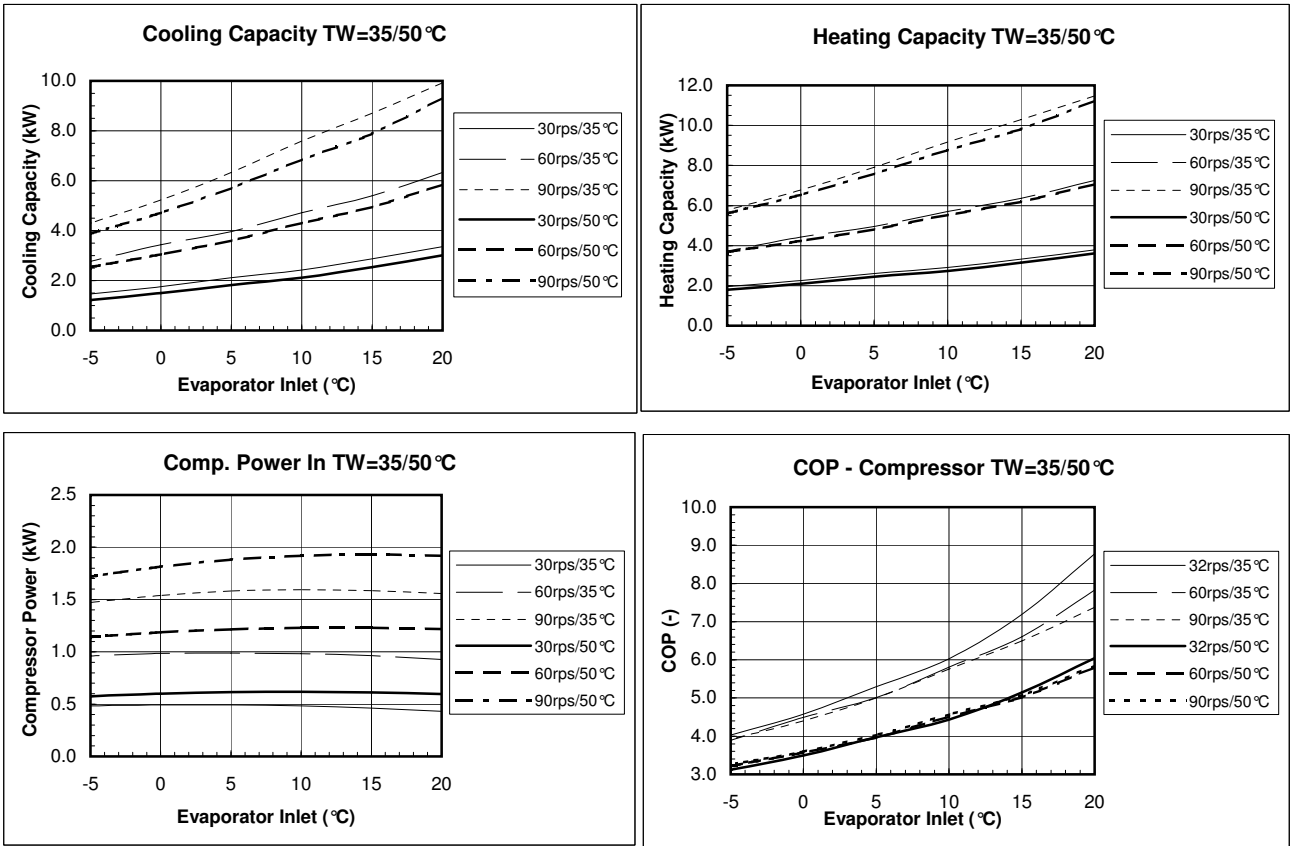 Cooling Capacity TW=35/50°C
Cooling Capacity (kW)
10.0
8.0
6.0
4.0
2.0
0.0
-5 0 5 10 15 20
Evaporator Inlet (°C)
30rps/35°C
60rps/35°C
90rps/35°C
30rps/50°C
60rps/50°C
90rps/50°C
Heating Capacity TW=35/50°C
Heating Capacity (kW)
12.0
10.0
8.0
6.0
4.0
2.0
0.0
-5 0 5 10 15 20
Evaporator Inlet (°C)
30rps/35°C
60rps/35°C
90rps/35°C
30rps/50°C
60rps/50°C
90rps/50°C
Comp. Power In TW=35/50°C
Compressor Power (kW)
2.5
2.0
1.5
1.0
0.5
0.0
-5 0 5 10 15 20
Evaporator Inlet (°C)
30rps/35°C
60rps/35°C
90rps/35°C
30rps/50°C
60rps/50°C
90rps/50°C
COP - Compressor TW=35/50°C
COP (-)
10.0
9.0
8.0
7.0
6.0
5.0
4.0
3.0
-5 0 5 10 15 20
Evaporator Inlet (°C)
32rps/35°C
60rps/35°C
90rps/35°C
32rps/50°C
60rps/50°C
90rps/50°C